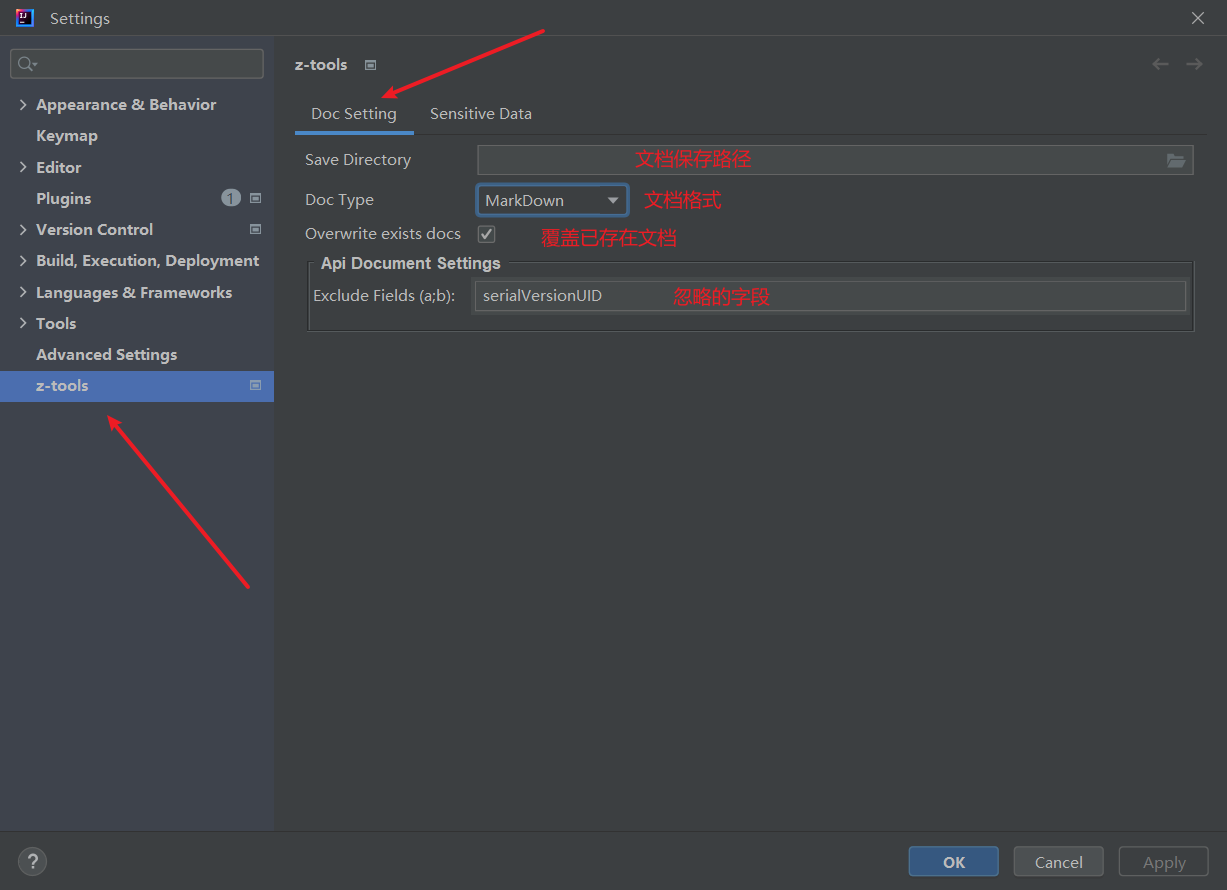 Settings
Appearance & Behavior
Keymap
Editor
Plugins 1
Version Control
Build, Execution, Deployment
Languages & Frameworks
Tools
Advanced Settings
z-tools
z-tools
Doc Setting Sensitive Data
Save Directory 文档保存路径
Doc Type MarkDown 文档格式
Overwrite exists docs 覆盖已存在文档
Api Document Settings
Exclude Fields (a;b): serialVersionUID 忽略的字段
? OK Cancel Apply